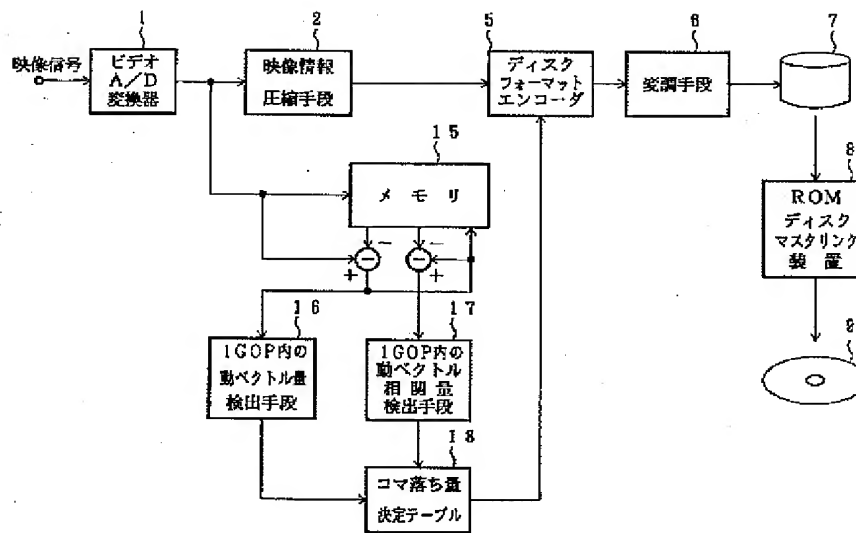 映像信号
1
ビデオ
A/D
変換器
2
映像情報
圧縮手段
5
ディスク
フォーマット
エンコーダ
6
変調手段
7
8
ROM
ディスク
マスタリング
装置
9
15
メモリ
−
−
−
−
+
+
16
1GOP内の
動ベクトル量
検出手段
17
1GOP内の
動ベクトル
相関量
検出手段
18
コマ落ち量
決定テーブル